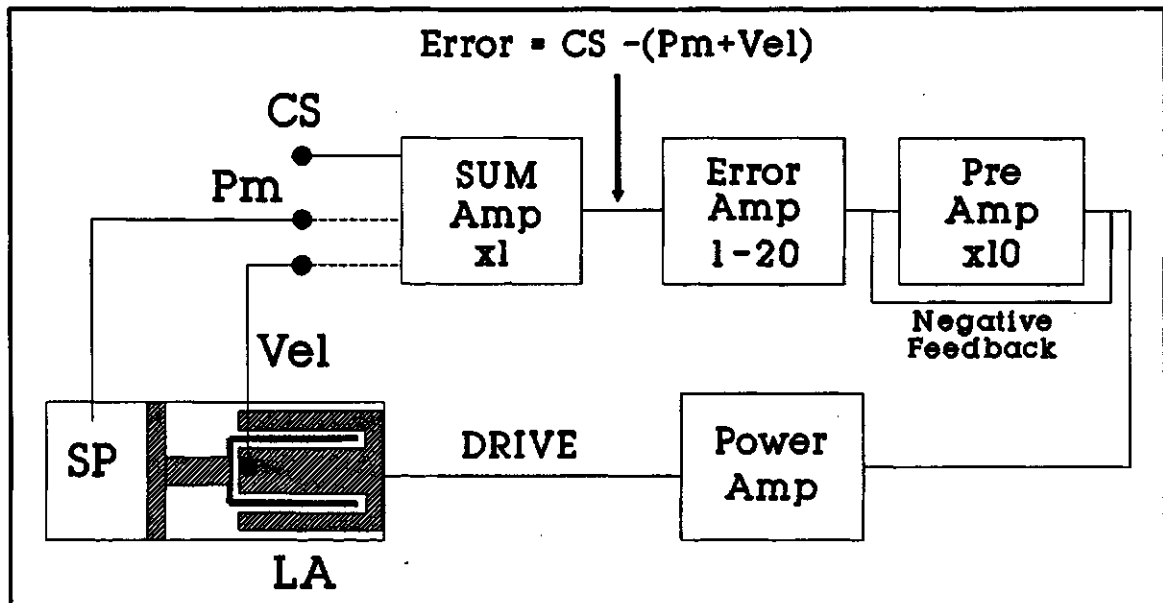 Error = CS -(Pm+Vel)
CS
Pm
Vel
SUM
Amp
x1
Error
Amp
1-20
Pre
Amp
x10
Negative
Feedback
SP
LA
DRIVE
Power
Amp